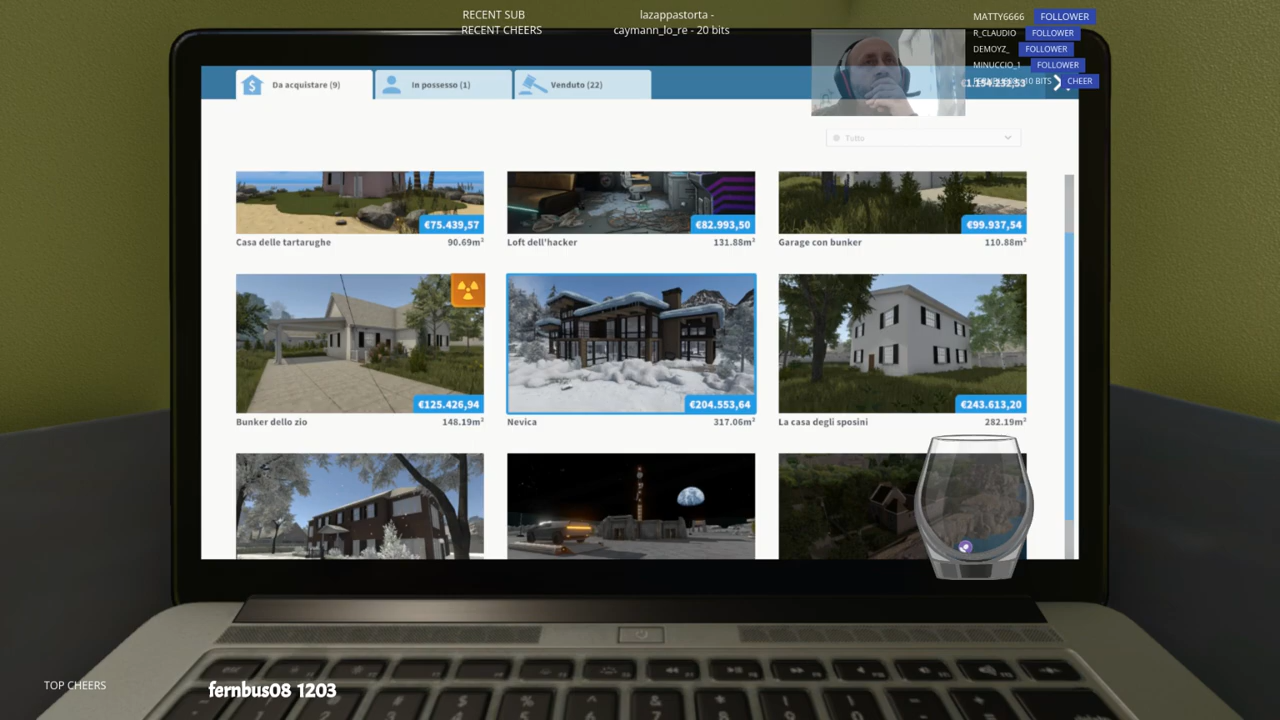 RECENT SUB
lazappastorta -
RECENT CHEERS
caymann_lo_re - 20 bits
MATTY6666 FOLLOWER
R_CLAUDIO FOLLOWER
DEMOYZ_ FOLLOWER
MINUCCIO_1 FOLLOWER
10 BITS CHEER
Da acquistare (9)
In possesso (1)
Venduto (22)
Tutto
€75.439,57
€82.993,50
€99.937,54
Casa delle tartarughe 90.69m²
Loft dell'hacker 131.88m²
Garage con bunker 110.88m²
€125.426,94
€204.553,64
€243.613,20
Bunker dello zio 148.19m²
Nevica 317.06m²
La casa degli sposini 282.19m²
TOP CHEERS
fernbus08 1203